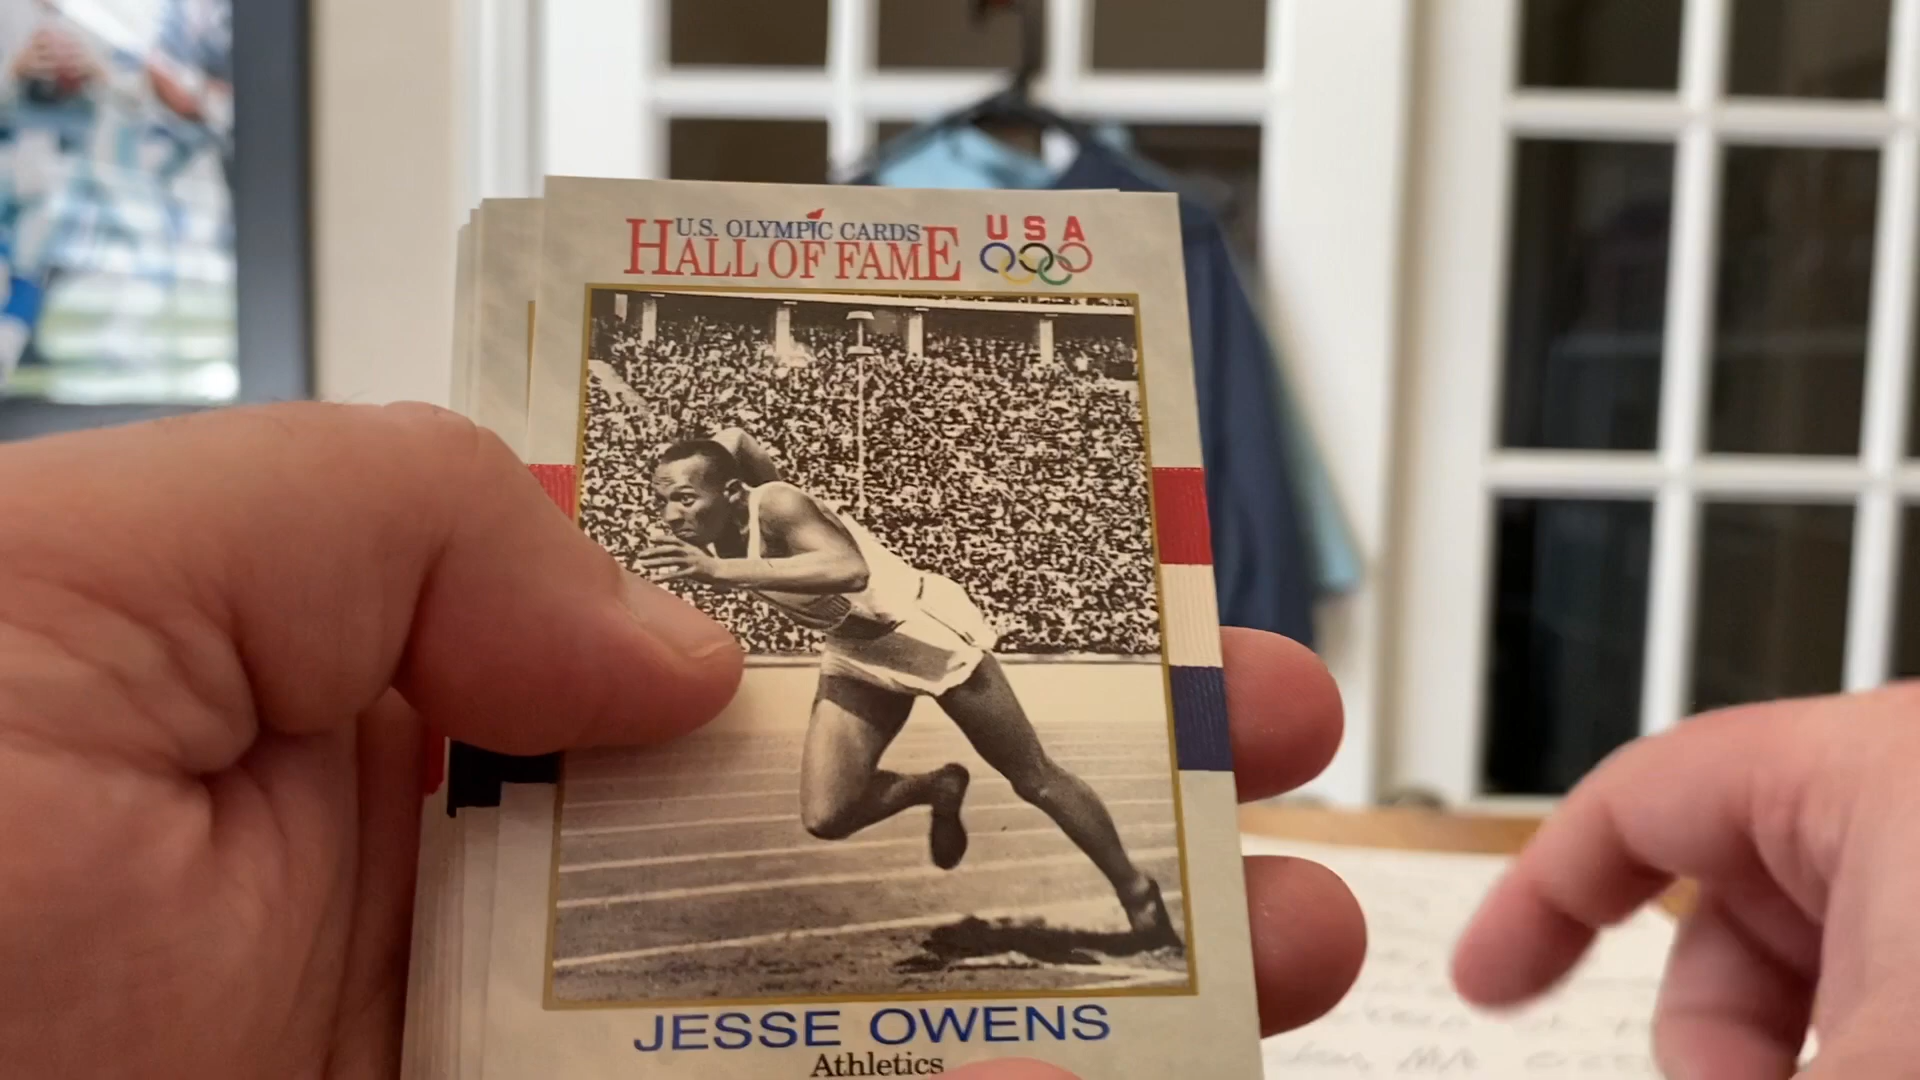 U.S. OLYMPIC CARDS
HALL OF FAME
USA
JESSE OWENS
Athletics